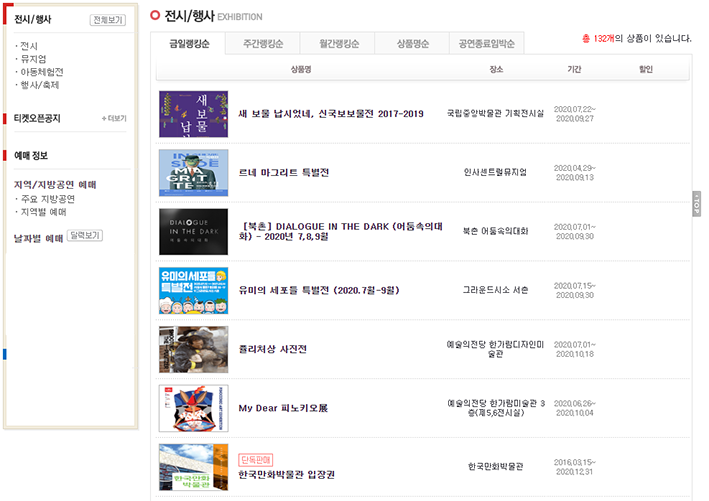 전시/행사 전체보기
· 전시
· 뮤지엄
· 아동체험전
· 행사/축제
티켓오픈공지 +더보기
예매 정보
지역/지방공연 예매
· 주요 지방공연
· 지역별 예매
날짜별 예매 달력보기
전시/행사 EXHIBITION
금일랭킹순 주간랭킹순 월간랭킹순 상품명순 공연종료임박순
총 132개의 상품이 있습니다.
상품명 장소 기간 할인
새 보물 납시었네, 신국보보물전 2017-2019
국립중앙박물관 기획전시실
2020,07,22~
2020,09,27
IN SIDE
MA
GRIT
TE
르네 마그리트 특별전
인사센트럴뮤지엄
2020,04,29~
2020,09,13
DIALOGUE
IN THE DARK
어둠속의대화
[북촌] DIALOGUE IN THE DARK (어둠속의대
화) - 2020년 7,8,9월
북촌 어둠속의대화
2020,07,01~
2020,09,30
유미의 세포들
특별전
유미의 세포들 특별전 (2020.7월-9월)
그라운드시소 서촌
2020,07,15~
2020,09,30
퓰리처상 사진전
예술의전당 한가람디자인미
술관
2020,07,01~
2020,10,18
My Dear 피노키오展
예술의전당 한가람미술관 3
층(제5,6전시실)
2020,06,26~
2020,10,04
한국만화
박물관
단독판매
한국만화박물관 입장권
한국만화박물관
2016,03,15~
2020,12,31
TOP